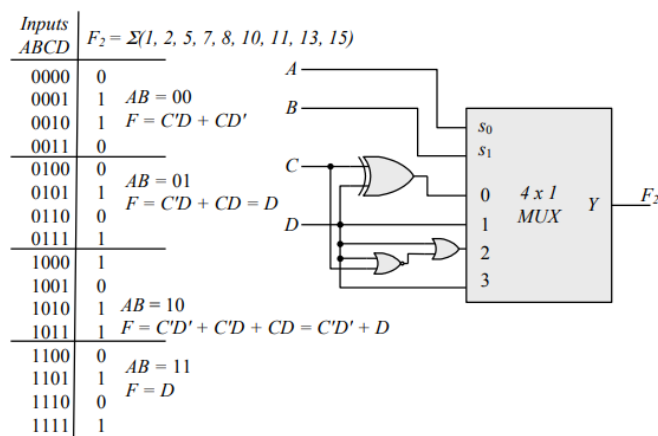 Inputs
ABCD F₂ = Σ(1, 2, 5, 7, 8, 10, 11, 13, 15)
0000 0
0001 1 AB = 00
0010 1 F = C'D + CD'
0011 0
0100 0
0101 1 AB = 01
0110 0 F = C'D + CD = D
0111 1
1000 1
1001 0
1010 1 AB = 10
1011 1 F = C'D' + C'D + CD = C'D' + D
1100 0
1101 1 AB = 11
1110 0 F = D
1111 1
A
B
C
D
s₀
s₁
0
1
2
3
4 x 1
MUX
Y
F₂